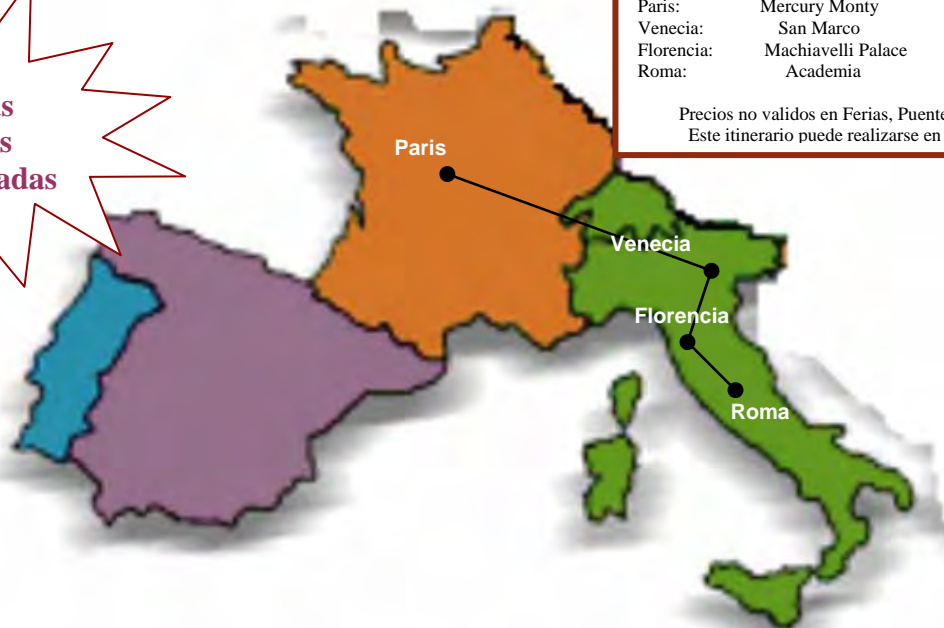 Paris: Mercury Monty
Venecia: San Marco
Florencia: Machiavelli Palace
Roma: Academia
Precios no validos en Ferias,
Este itinerario puede realizarse en
Paris
Venecia
Florencia
Roma